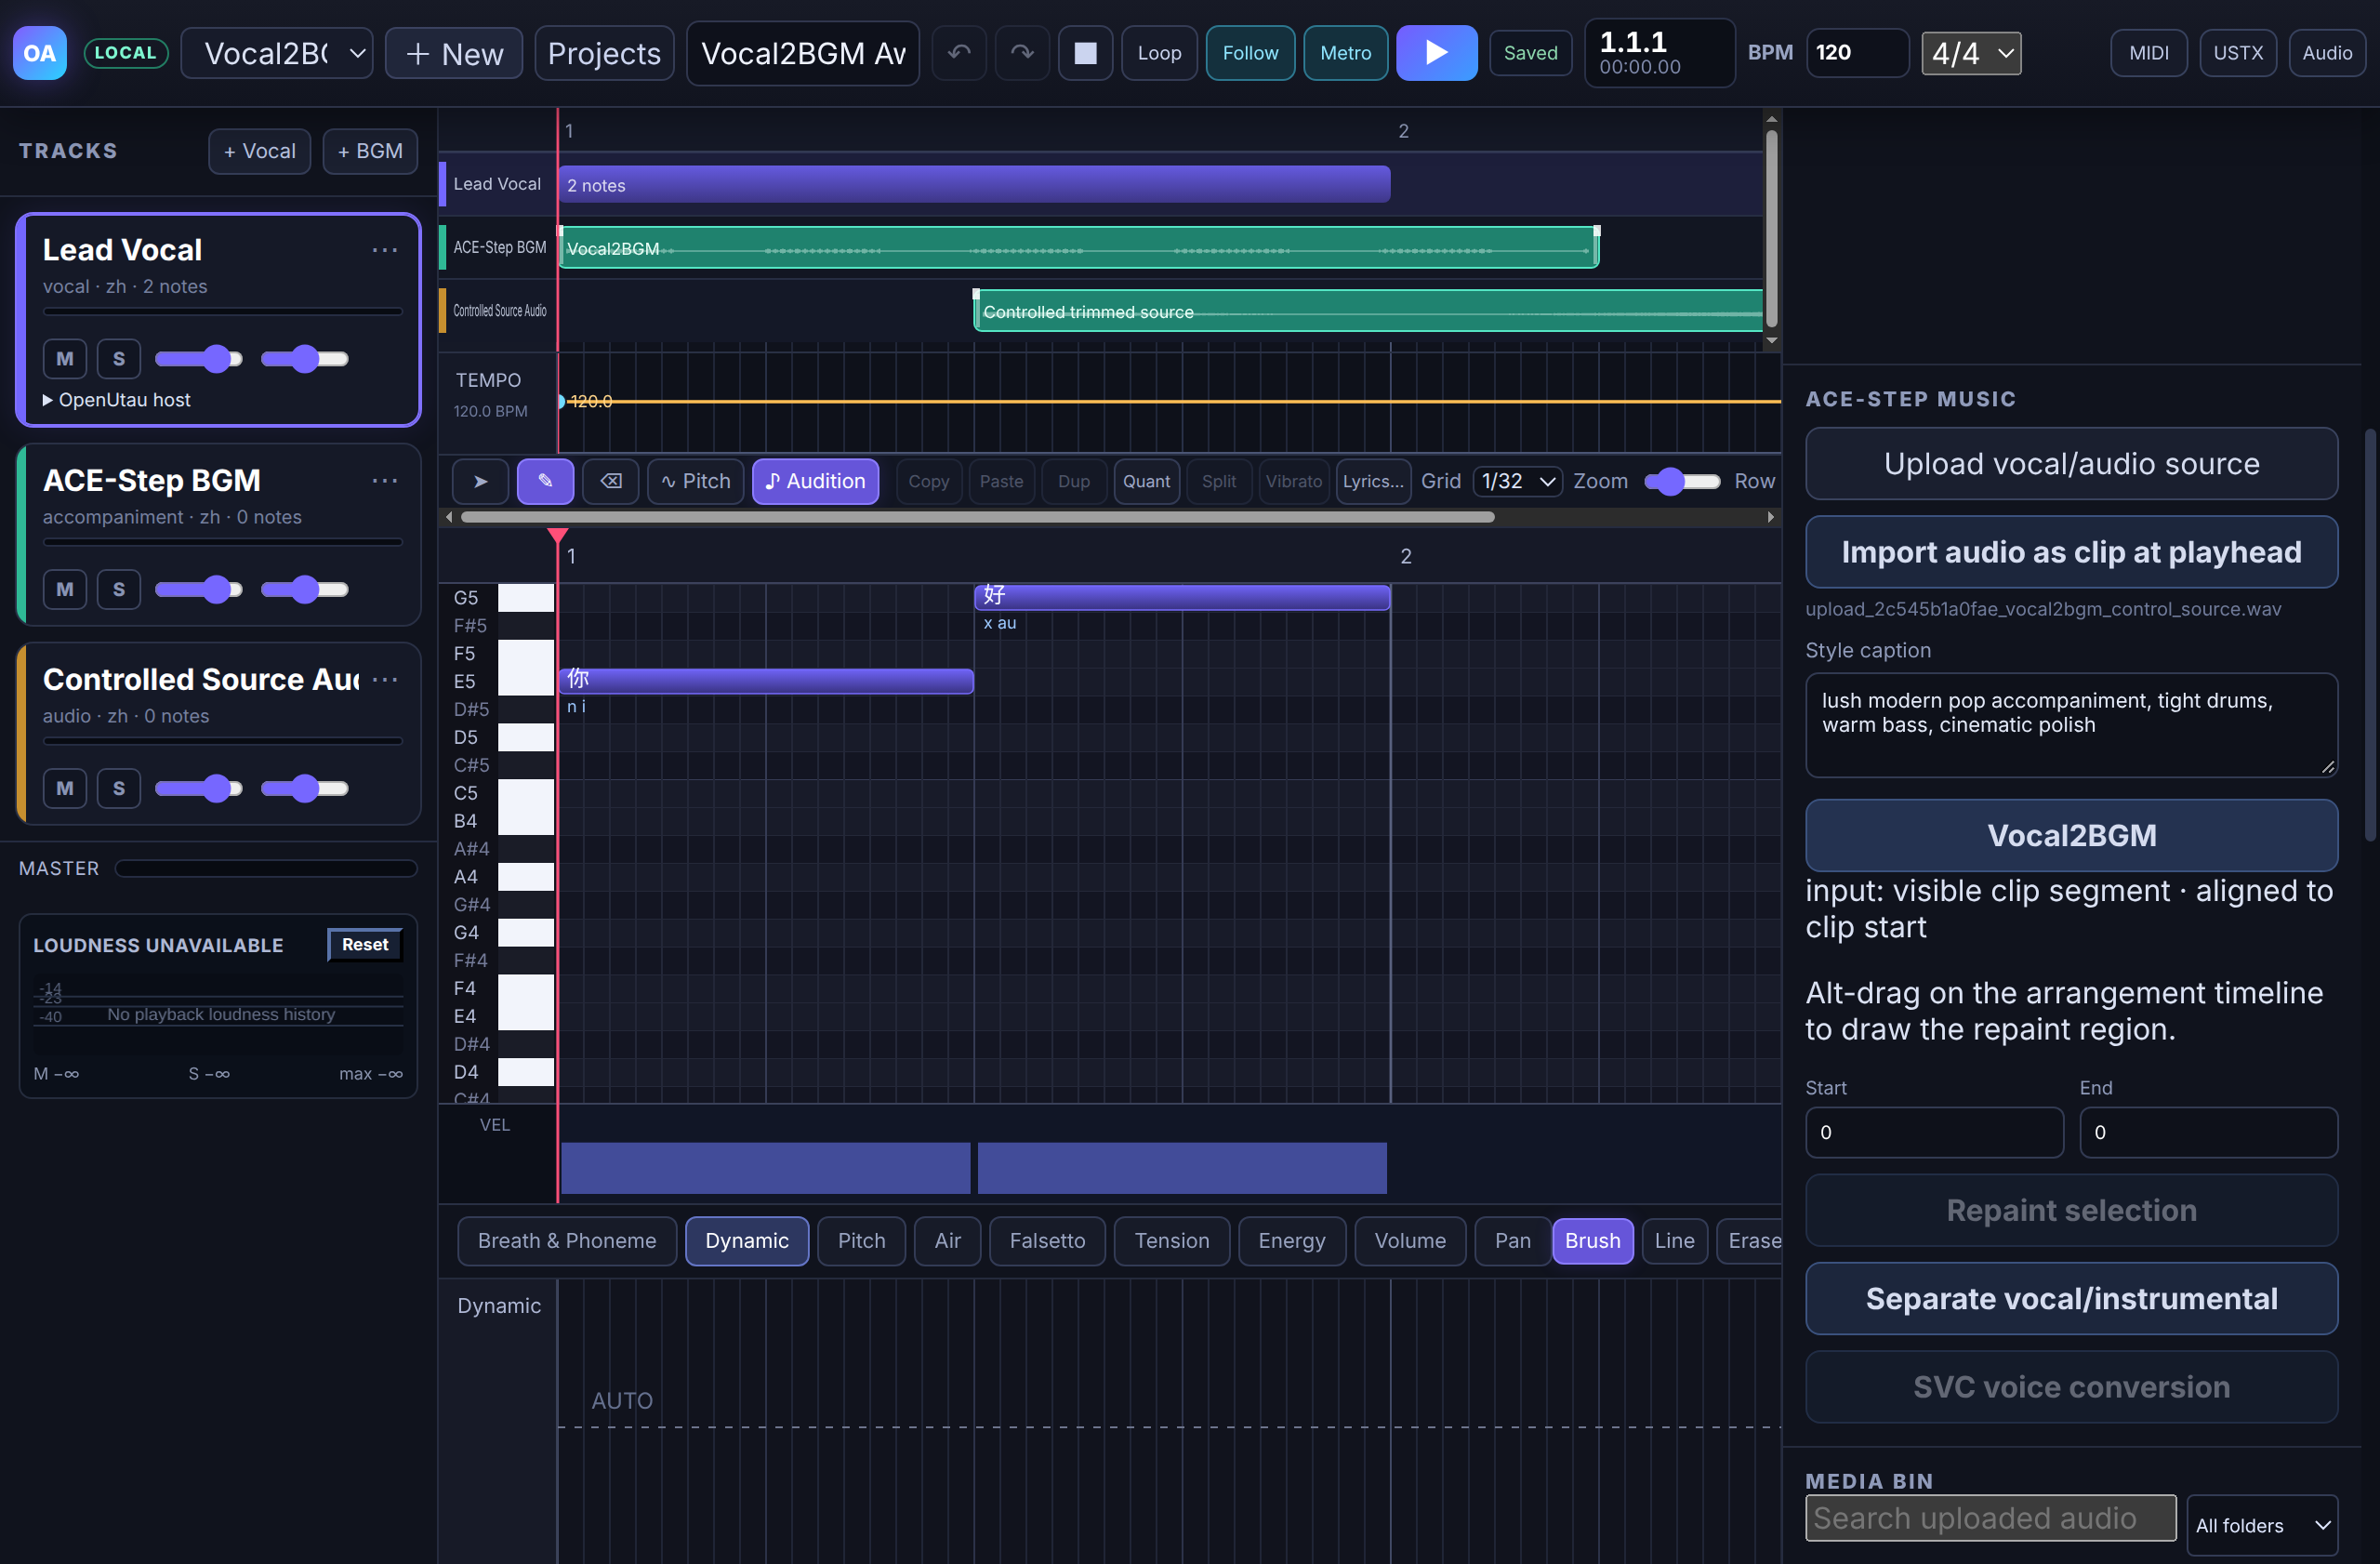 OA
LOCAL
Vocal2BC
+ New
Projects
Vocal2BGM Aw
Loop
Follow
Metro
Saved
1.1.1
00:00.00
BPM
120
4/4
MIDI
USTX
Audio
TRACKS
+ Vocal
+ BGM
Lead Vocal
vocal · zh · 2 notes
M
S
OpenUtau host
ACE-Step BGM
accompaniment · zh · 0 notes
M
S
Controlled Source Aud
audio · zh · 0 notes
M
S
MASTER
LOUDNESS UNAVAILABLE
Reset
-14
-23
-40
No playback loudness history
M −∞
S −∞
max −∞
1
2
Lead Vocal
2 notes
ACE-Step BGM
Vocal2BGM
Controlled Source Audio
Controlled trimmed source
TEMPO
120.0 BPM
120.0
Pitch
Audition
Copy
Paste
Dup
Quant
Split
Vibrato
Lyrics...
Grid
1/32
Zoom
Row
1
2
G5
好
F#5
x au
F5
E5
你
D#5
n i
D5
C#5
C5
B4
A#4
A4
G#4
G4
F#4
F4
E4
D#4
D4
C#4
VEL
Breath & Phoneme
Dynamic
Pitch
Air
Falsetto
Tension
Energy
Volume
Pan
Brush
Line
Erase
Dynamic
AUTO
ACE-STEP MUSIC
Upload vocal/audio source
Import audio as clip at playhead
upload_2c545b1a0fae_vocal2bgm_control_source.wav
Style caption
lush modern pop accompaniment, tight drums,
warm bass, cinematic polish
Vocal2BGM
input: visible clip segment · aligned to
clip start
Alt-drag on the arrangement timeline
to draw the repaint region.
Start
End
0
0
Repaint selection
Separate vocal/instrumental
SVC voice conversion
MEDIA BIN
Search uploaded audio
All folders